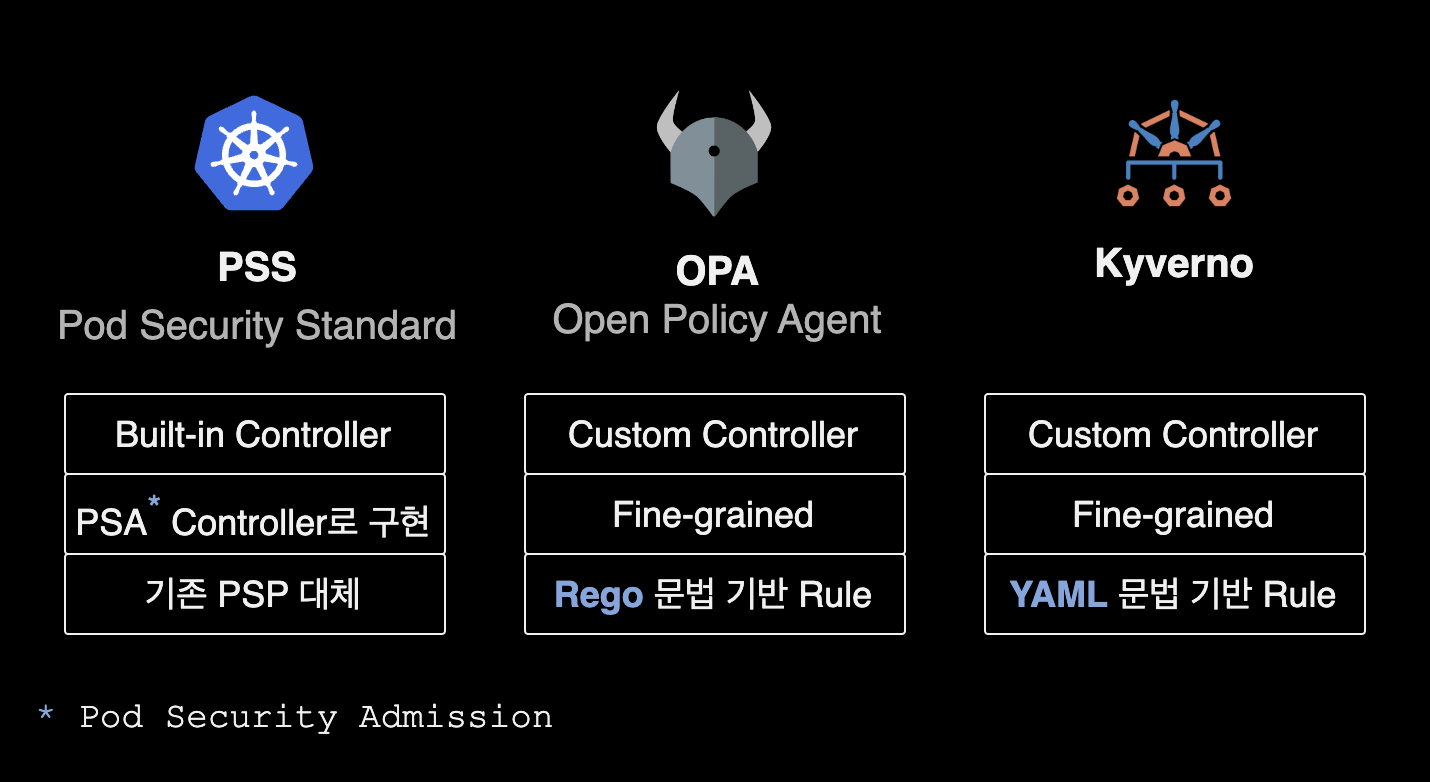 PSS
Pod Security Standard
Built-in Controller
PSA* Controller로 구현
기존 PSP 대체
OPA
Open Policy Agent
Custom Controller
Fine-grained
Rego 문법 기반 Rule
Kyverno
Custom Controller
Fine-grained
YAML 문법 기반 Rule
* Pod Security Admission